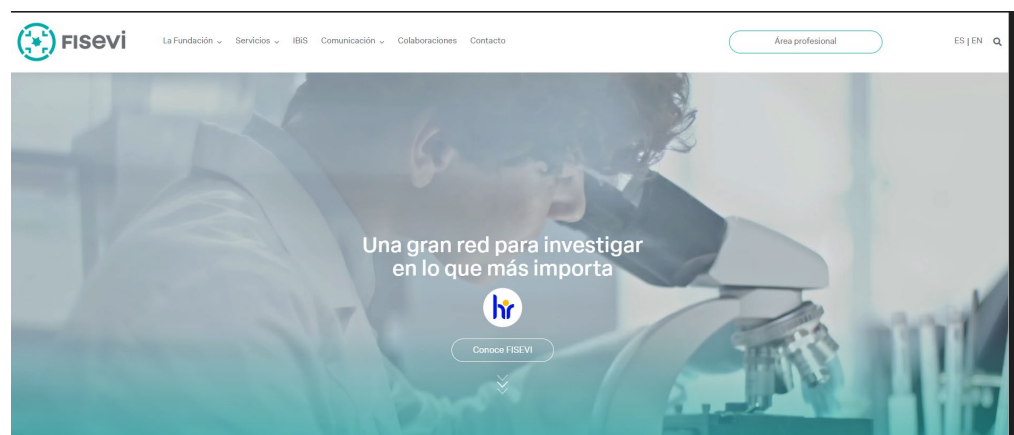 FISEVI
La Fundación Servicios IBiS Comunicación Colaboraciones Contacto
Área profesional
ES | EN
Una gran red para investigar
en lo que más importa
hr
Conoce FISEVI